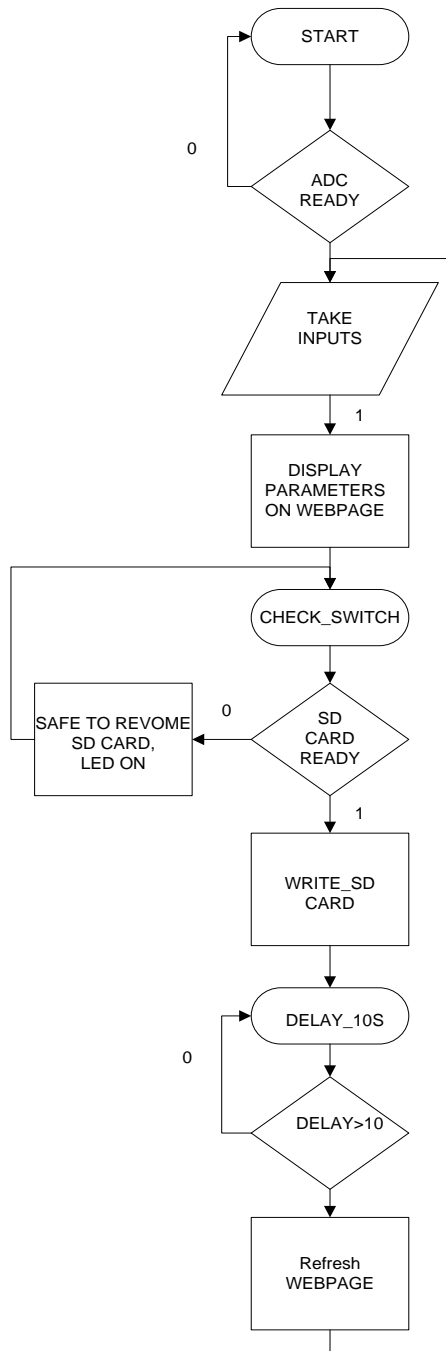 START
0
ADC
READY
TAKE
INPUTS
1
DISPLAY
PARAMETERS
ON WEBPAGE
CHECK_SWITCH
SAFE TO REVOME
SD CARD,
LED ON
0
SD
CARD
READY
1
WRITE_SD
CARD
DELAY_10S
0
DELAY>10
Refresh
WEBPAGE